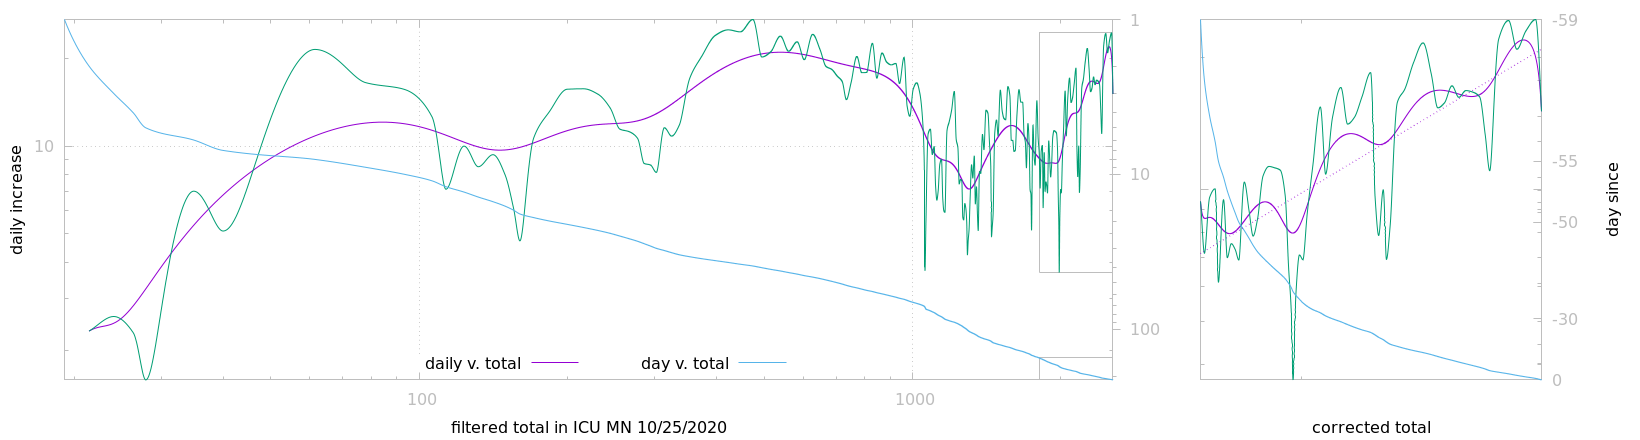 daily increase
10
1
10
100
daily v. total
day v. total
100
1000
filtered total in ICU MN 10/25/2020
-59
-55
-50
-30
0
day since
corrected total